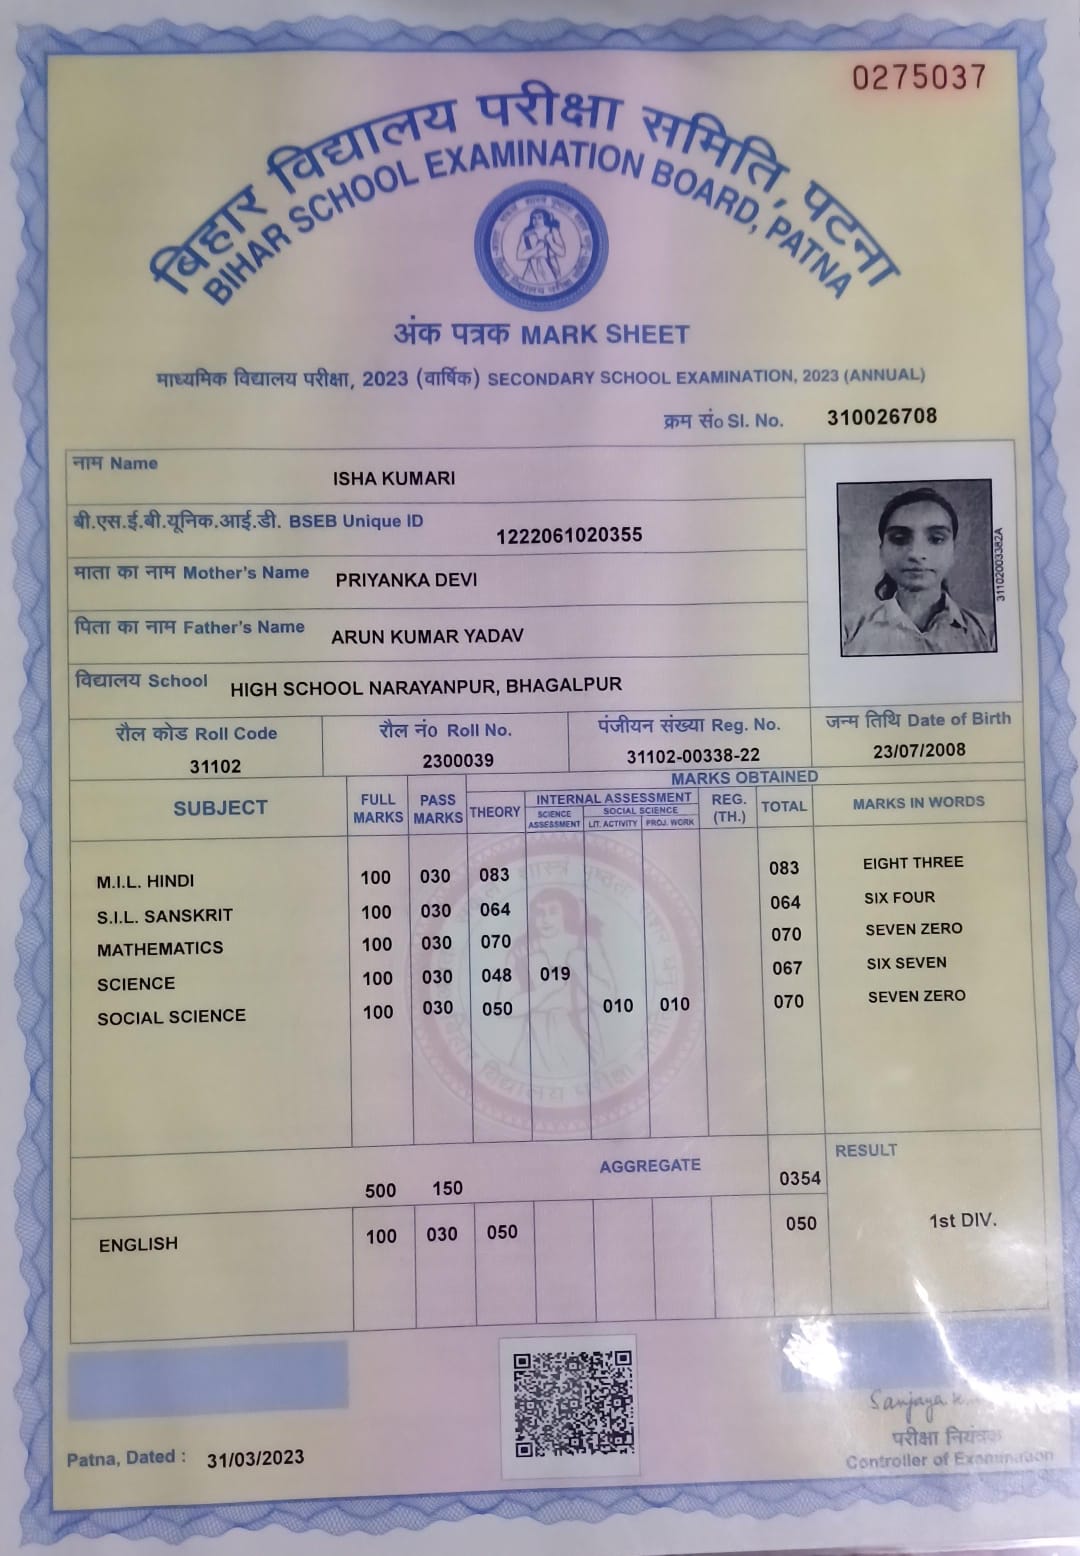 0275037
बिहार विद्यालय परीक्षा समिति, पटना
BIHAR SCHOOL EXAMINATION BOARD, PATNA
अंक पत्रक MARK SHEET
माध्यमिक विद्यालय परीक्षा, 2023 (वार्षिक) SECONDARY SCHOOL EXAMINATION, 2023 (ANNUAL)
क्रम सं० Sl. No. 310026708
नाम Name ISHA KUMARI
बी.एस.ई.बी.यूनिक.आई.डी. BSEB Unique ID 1222061020355
माता का नाम Mother's Name PRIYANKA DEVI
पिता का नाम Father's Name ARUN KUMAR YADAV
विद्यालय School HIGH SCHOOL NARAYANPUR, BHAGALPUR
31102003382A
रौल कोड Roll Code रौल नं० Roll No. पंजीयन संख्या Reg. No. जन्म तिथि Date of Birth
31102 2300039 31102-00338-22 23/07/2008
MARKS OBTAINED
SUBJECT FULL MARKS PASS MARKS THEORY INTERNAL ASSESSMENT REG. (TH.) TOTAL MARKS IN WORDS
SCIENCE ASSESSMENT SOCIAL SCIENCE
LIT. ACTIVITY PROJ. WORK
M.I.L. HINDI 100 030 083 083 EIGHT THREE
S.I.L. SANSKRIT 100 030 064 064 SIX FOUR
MATHEMATICS 100 030 070 070 SEVEN ZERO
SCIENCE 100 030 048 019 067 SIX SEVEN
SOCIAL SCIENCE 100 030 050 010 010 070 SEVEN ZERO
500 150 AGGREGATE 0354 RESULT
ENGLISH 100 030 050 050 1st DIV.
Patna, Dated : 31/03/2023
Sanjaya
परीक्षा नियंत्रक
Controller of Examination